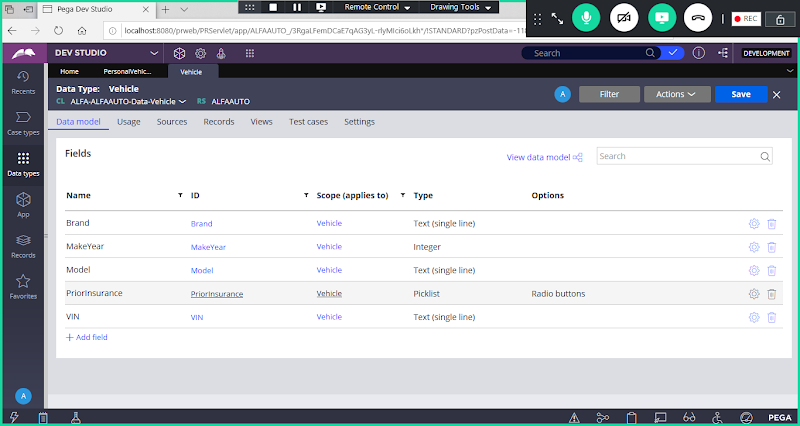 Pega Dev Studio
Remote Control
Drawing Tools
REC
localhost:8080/prweb/PRServlet/app/ALFAAUTO_/3RgaLFemDCaE7qAG3yL-rlyMIci6oLkh*/!STANDARD?pzPostData=-118
DEV STUDIO
Search
DEVELOPMENT
Home
PersonalVehic...
Vehicle
Data Type: Vehicle
CL ALFA-ALFAAUTO-Data-Vehicle RS ALFAAUTO
A
Filter
Actions
Save
Recents
Case types
Data types
App
Records
Favorites
A
Data model Usage Sources Records Views Test cases Settings
Fields
View data model
Search
Name ID Scope (applies to) Type Options
Brand Brand Vehicle Text (single line)
MakeYear MakeYear Vehicle Integer
Model Model Vehicle Text (single line)
PriorInsurance PriorInsurance Vehicle Picklist Radio buttons
VIN VIN Vehicle Text (single line)
+ Add field
PEGA